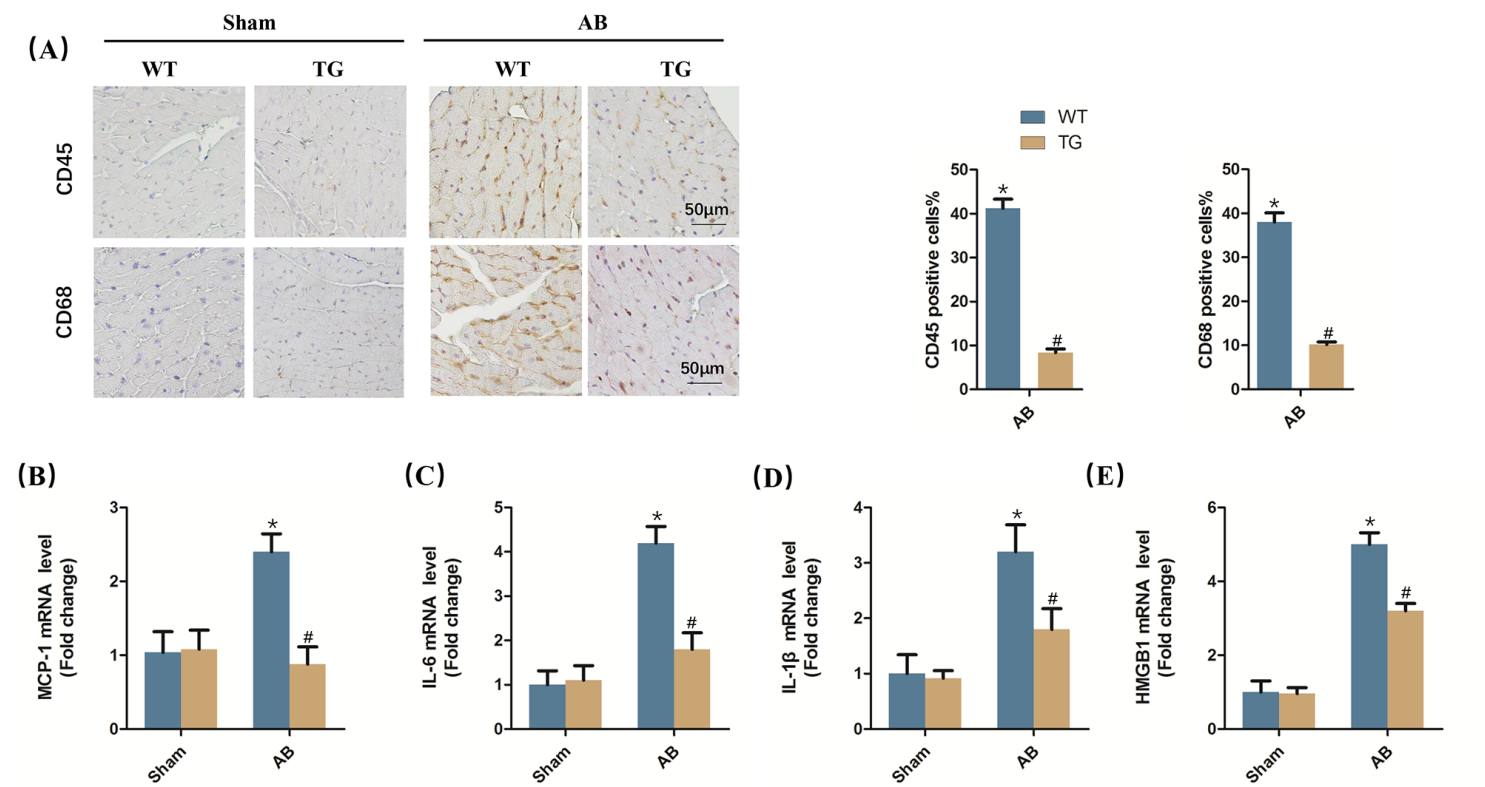 (A)
Sham
AB
WT
TG
WT
TG
CD45
50μm
CD68
50μm
WT
TG
CD45 positive cells%
50
40
30
20
10
0
*
#
AB
CD68 positive cells%
50
40
30
20
10
0
*
#
AB
(B)
MCP-1 mRNA level
(Fold change)
3
2
1
0
*
#
Sham
AB
(C)
IL-6 mRNA level
(Fold change)
5
4
3
2
1
0
*
#
Sham
AB
(D)
IL-1β mRNA level
(Fold change)
4
3
2
1
0
*
#
Sham
AB
(E)
HMGB1 mRNA level
(Fold change)
6
4
2
0
*
#
Sham
AB